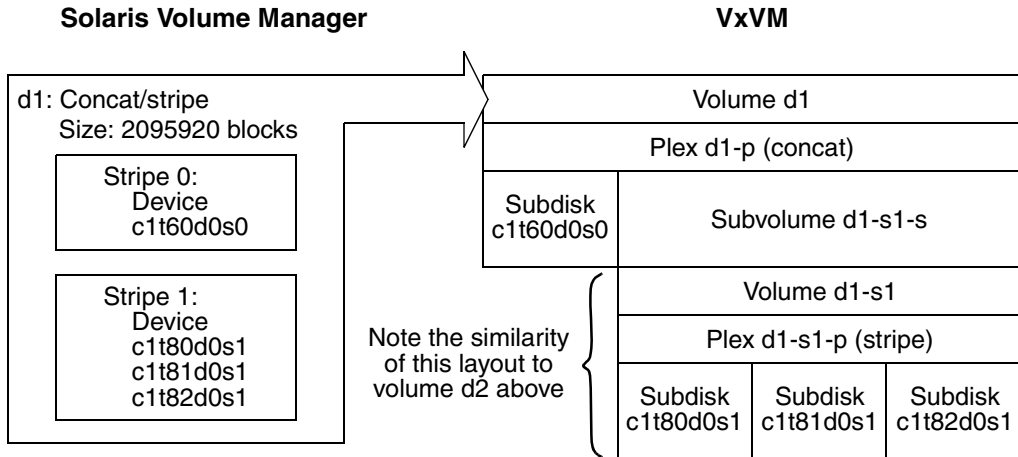 Solaris Volume Manager
VxVM
d1: Concat/stripe
Size: 2095920 blocks
Stripe 0:
Device
c1t60d0s0
Stripe 1:
Device
c1t80d0s1
c1t81d0s1
c1t82d0s1
Volume d1
Plex d1-p (concat)
Subdisk
c1t60d0s0
Subvolume d1-s1-s
Note the similarity
of this layout to
volume d2 above
Volume d1-s1
Plex d1-s1-p (stripe)
Subdisk
c1t80d0s1
Subdisk
c1t81d0s1
Subdisk
c1t82d0s1